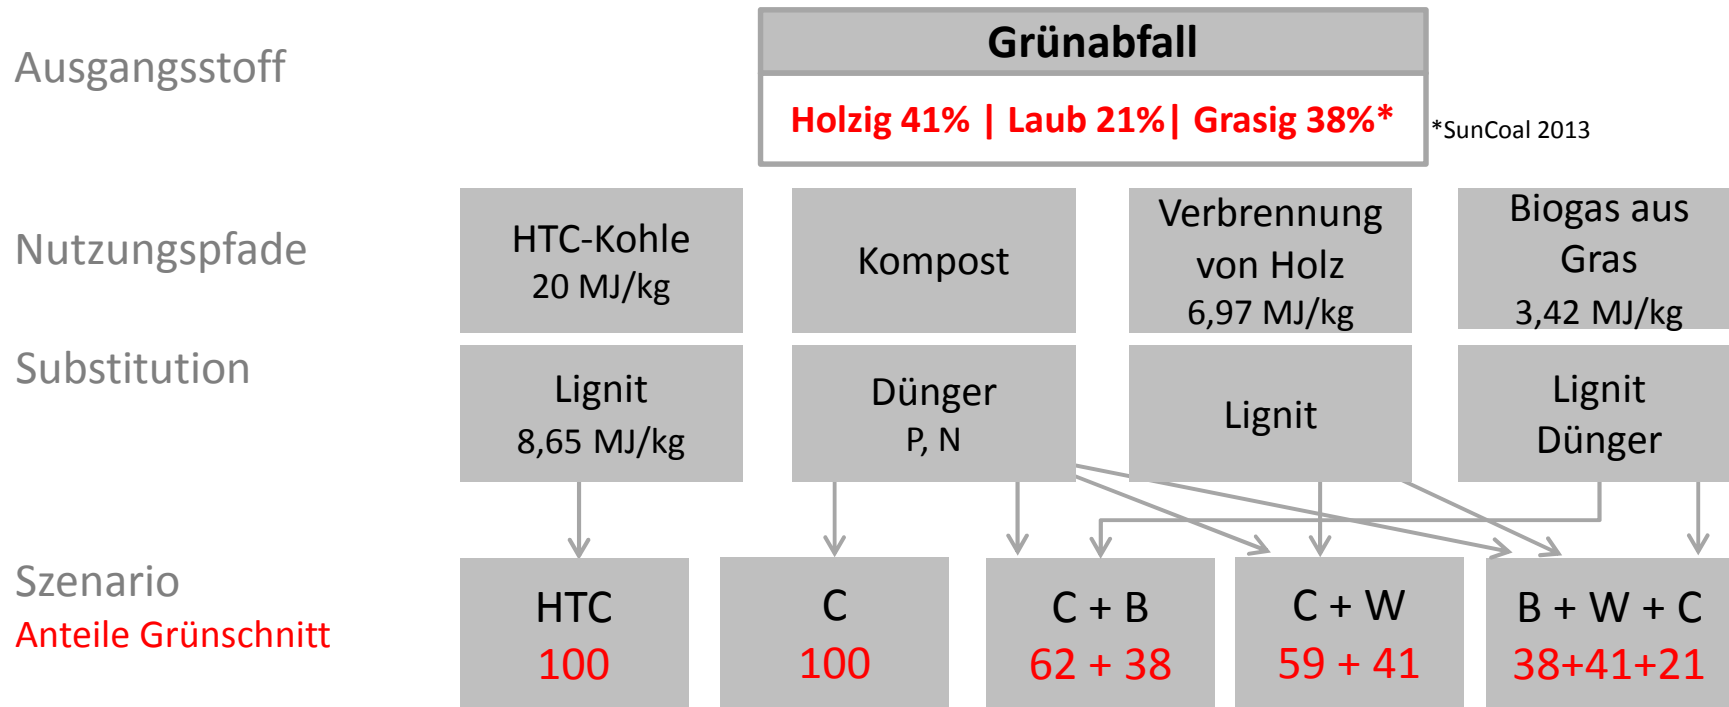 Ausgangsstoff
Grünabfall
Holzig 41% | Laub 21%| Grasig 38%*
*SunCoal 2013
Nutzungspfade
HTC-Kohle
20 MJ/kg
Kompost
Verbrennung
von Holz
6,97 MJ/kg
Biogas aus
Gras
3,42 MJ/kg
Substitution
Lignit
8,65 MJ/kg
Dünger
P, N
Lignit
Lignit
Dünger
Szenario
Anteile Grünschnitt
HTC
100
C
100
C + B
62 + 38
C + W
59 + 41
B + W + C
38+41+21